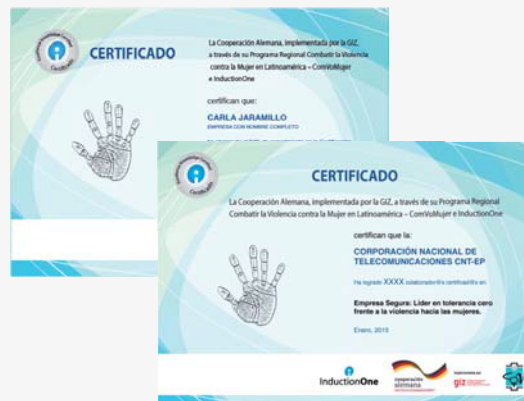 CERTIFICADO
La Cooperación Alemana, implementada por la GIZ,
a través de su Programa Regional Combatir la Violencia
contra la Mujer en Latinoamérica – ComVoMujer
e InductionOne
certifican que:
CARLA JARAMILLO
EMPRESA CON NOMBRE COMPLETO
CERTIFICADO
La Cooperación Alemana, implementada por la GIZ, a través de su Programa Regional
Combatir la Violencia contra la Mujer en Latinoamérica – ComVoMujer e InductionOne
certifican que la:
CORPORACIÓN NACIONAL DE
TELECOMUNICACIONES CNT-EP
Ha logrado XXXX colaborador@s certificad@s en:
Empresa Segura: Líder en tolerancia cero
frente a la violencia hacia las mujeres.
Enero, 2015
InductionOne
cooperación
alemana
giz